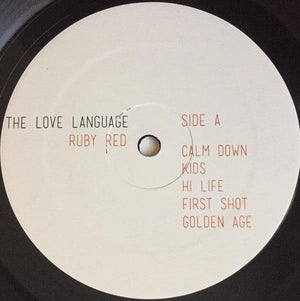 THE LOVE LANGUAGE
RUBY RED
SIDE A
CALM DOWN
KIDS
HI LIFE
FIRST SHOT
GOLDEN AGE